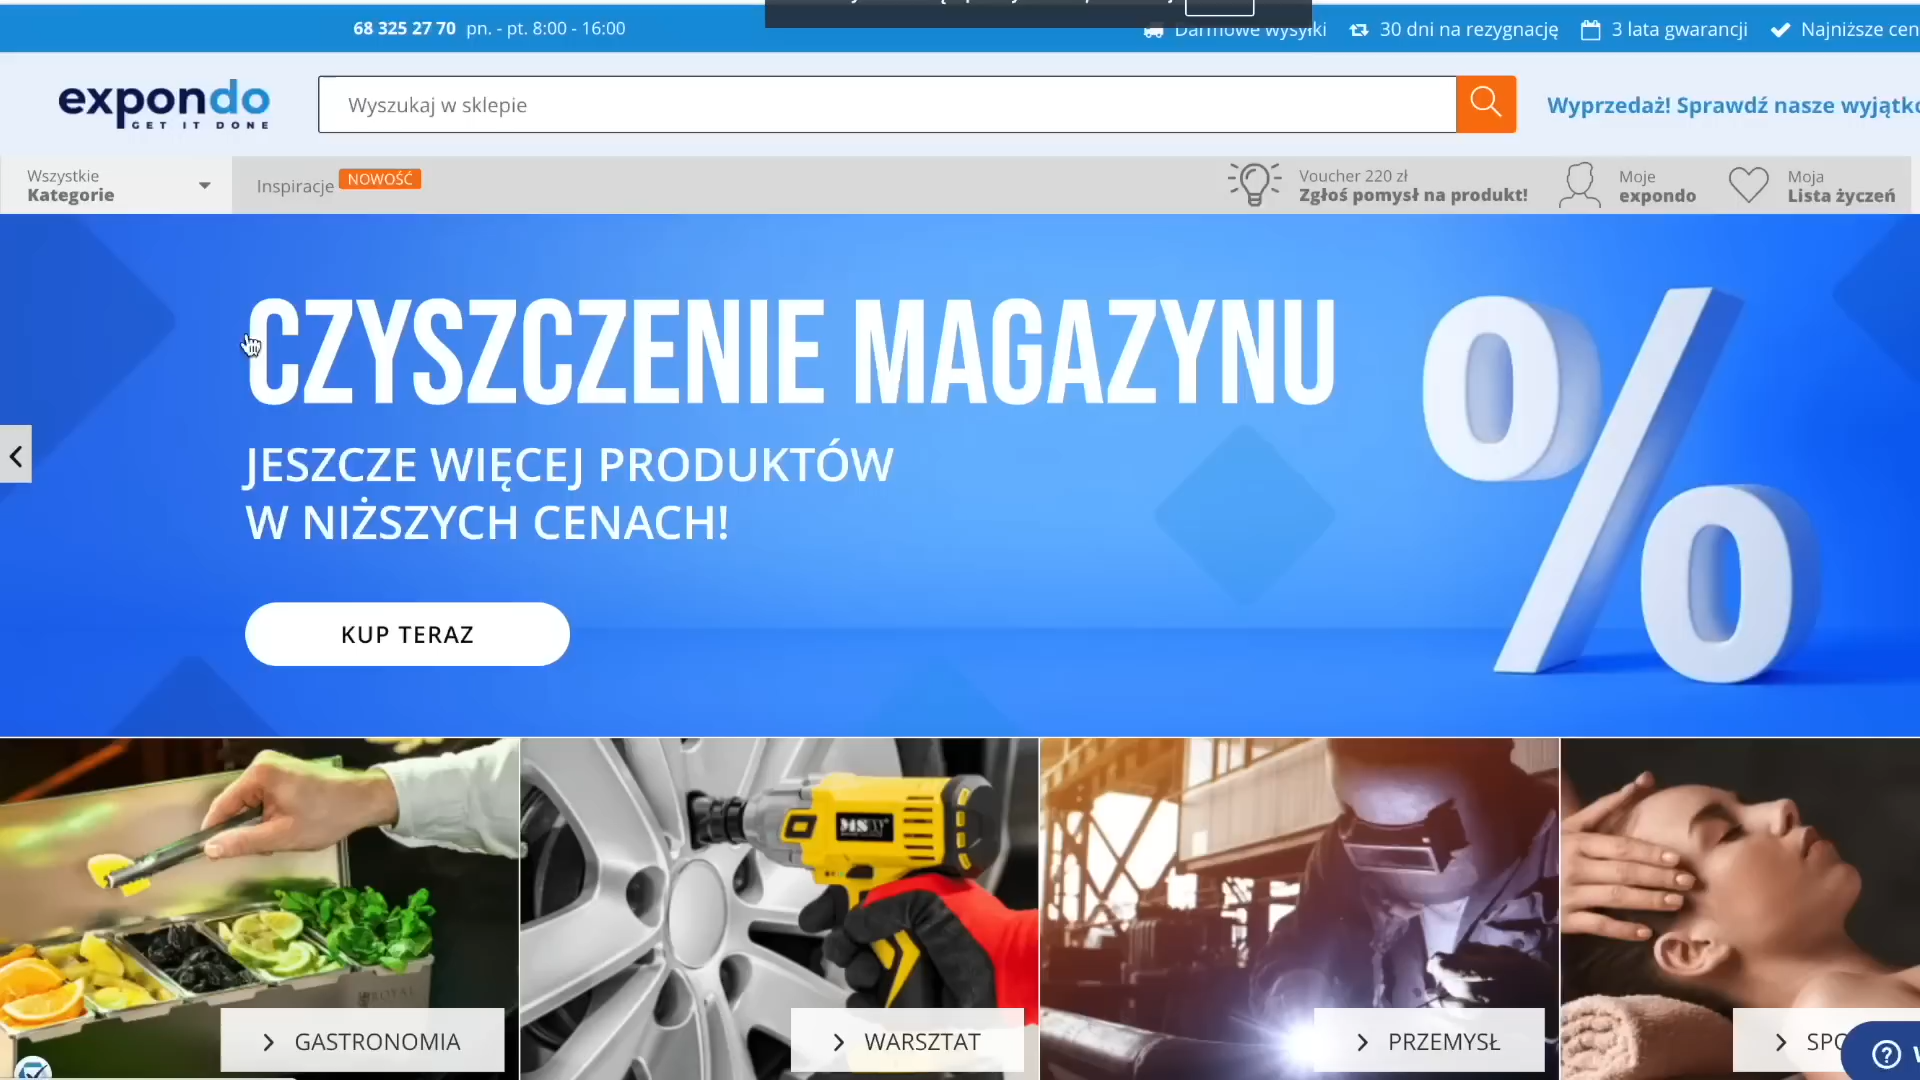 68 325 27 70 pn. - pt. 8:00 - 16:00
Darmowe wysyłki
30 dni na rezygnację
3 lata gwarancji
Najniższe cen
expondo
GET IT DONE
Wyszukaj w sklepie
Wyprzedaż! Sprawdź nasze wyjątko
Wszystkie
Kategorie
Inspiracje
NOWOŚĆ
Voucher 220 zł
Zgłoś pomysł na produkt!
Moje
expondo
Moja
Lista życzeń
CZYSZCZENIE MAGAZYNU
JESZCZE WIĘCEJ PRODUKTÓW
W NIŻSZYCH CENACH!
KUP TERAZ
MSW
ROYAL
GASTRONOMIA
WARSZTAT
PRZEMYSŁ
SPO